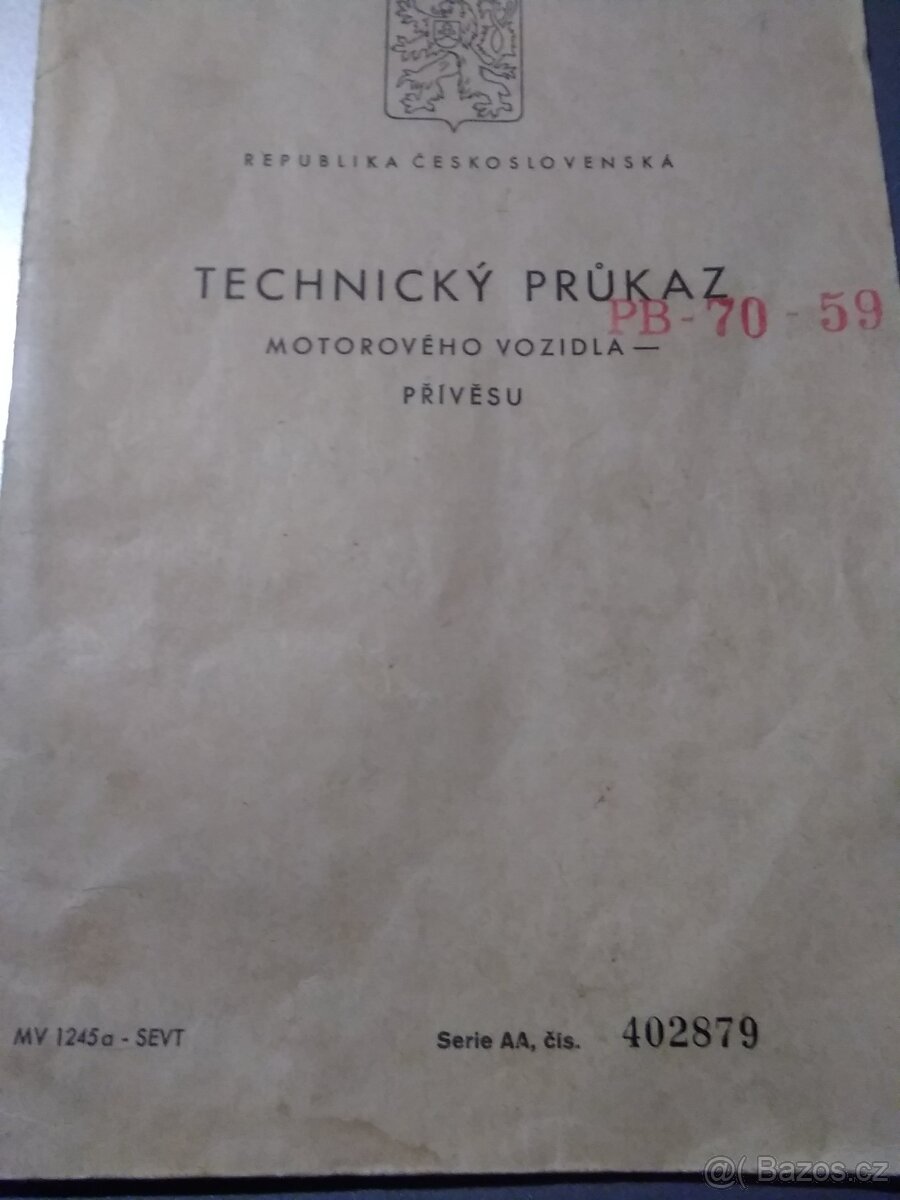 REPUBLIKA ČESKOSLOVENSKÁ
TECHNICKÝ PRŮKAZ
PB - 70 - 59
MOTOROVÉHO VOZIDLA —
PŘÍVĚSU
MV 1245a - SEVT
Serie AA, čís. 402879
@( Bazos.cz